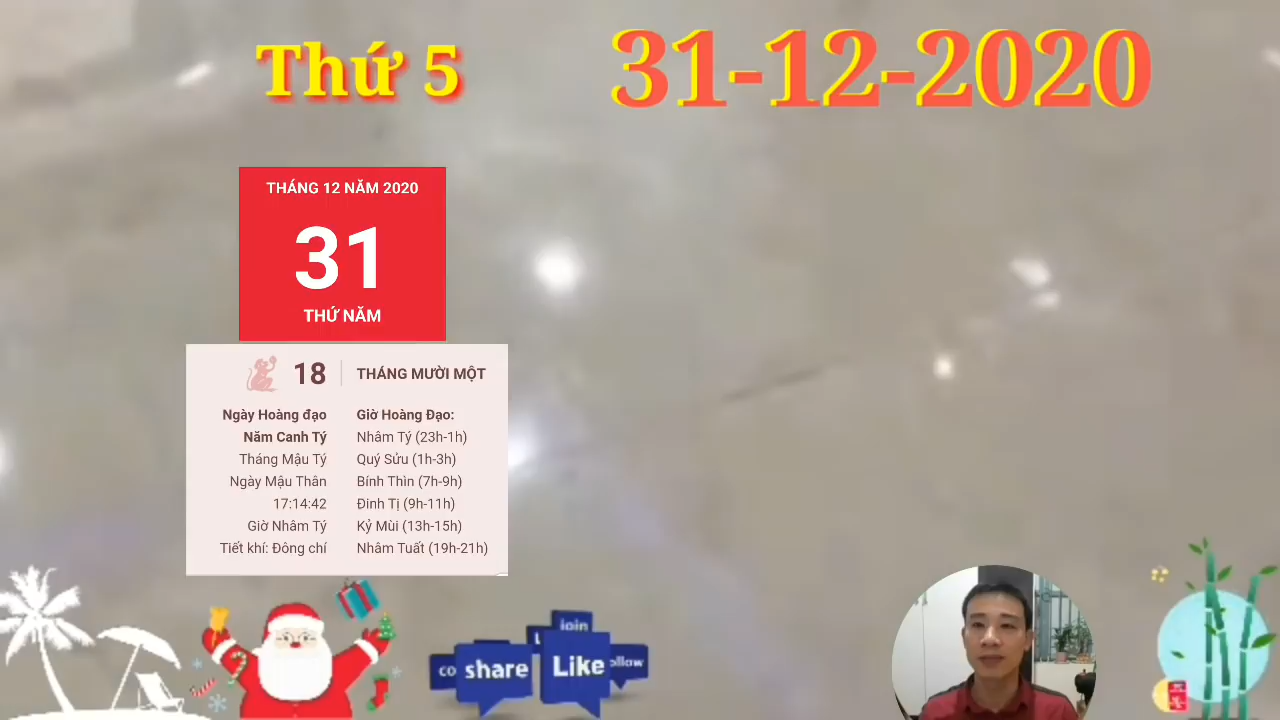 Thứ 5
31-12-2020
THÁNG 12 NĂM 2020
31
THỨ NĂM
18
THÁNG MƯỜI MỘT
Ngày Hoàng đạo
Năm Canh Tý
Tháng Mậu Tý
Ngày Mậu Thân
17:14:42
Giờ Nhâm Tý
Tiết khí: Đông chí
Giờ Hoàng Đạo:
Nhâm Tý (23h-1h)
Quý Sửu (1h-3h)
Bính Thìn (7h-9h)
Đinh Tị (9h-11h)
Kỷ Mùi (13h-15h)
Nhâm Tuất (19h-21h)
join
co
share
L
Like
ollow